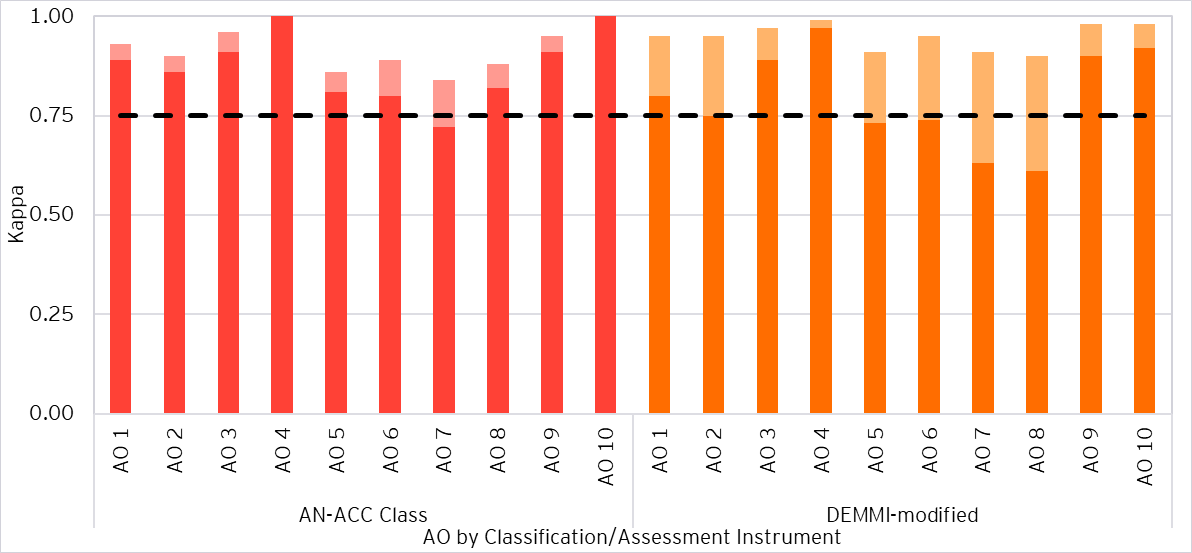 1.00
0.75
0.50
0.25
0.00
Kappa
AO 1
AO 2
AO 3
AO 4
AO 5
AO 6
AO 7
AO 8
AO 9
AO 10
AO 1
AO 2
AO 3
AO 4
AO 5
AO 6
AO 7
AO 8
AO 9
AO 10
AN-ACC Class
DEMMI-modified
AO by Classification/Assessment Instrument